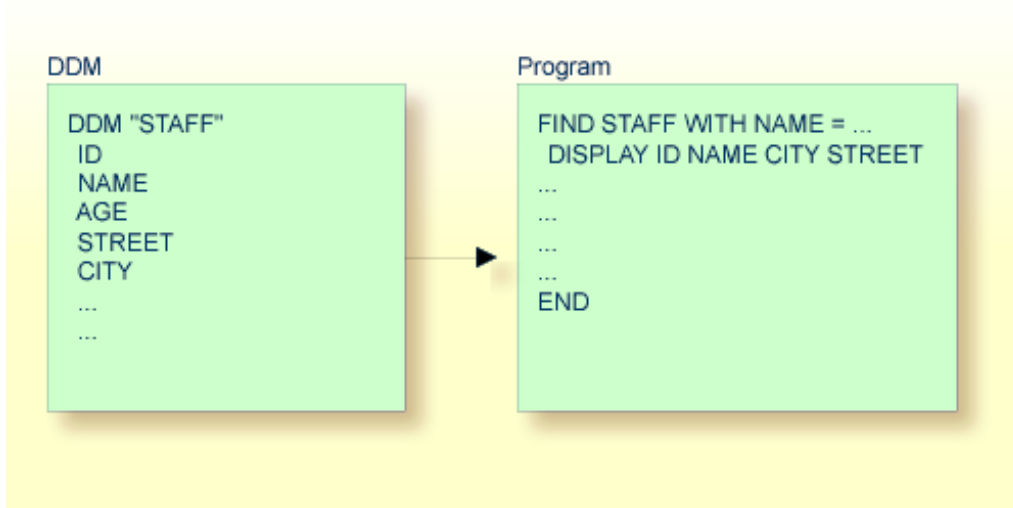 DDM
DDM "STAFF"
ID
NAME
AGE
STREET
CITY
...
...
Program
FIND STAFF WITH NAME = ...
DISPLAY ID NAME CITY STREET
...
...
...
...
END